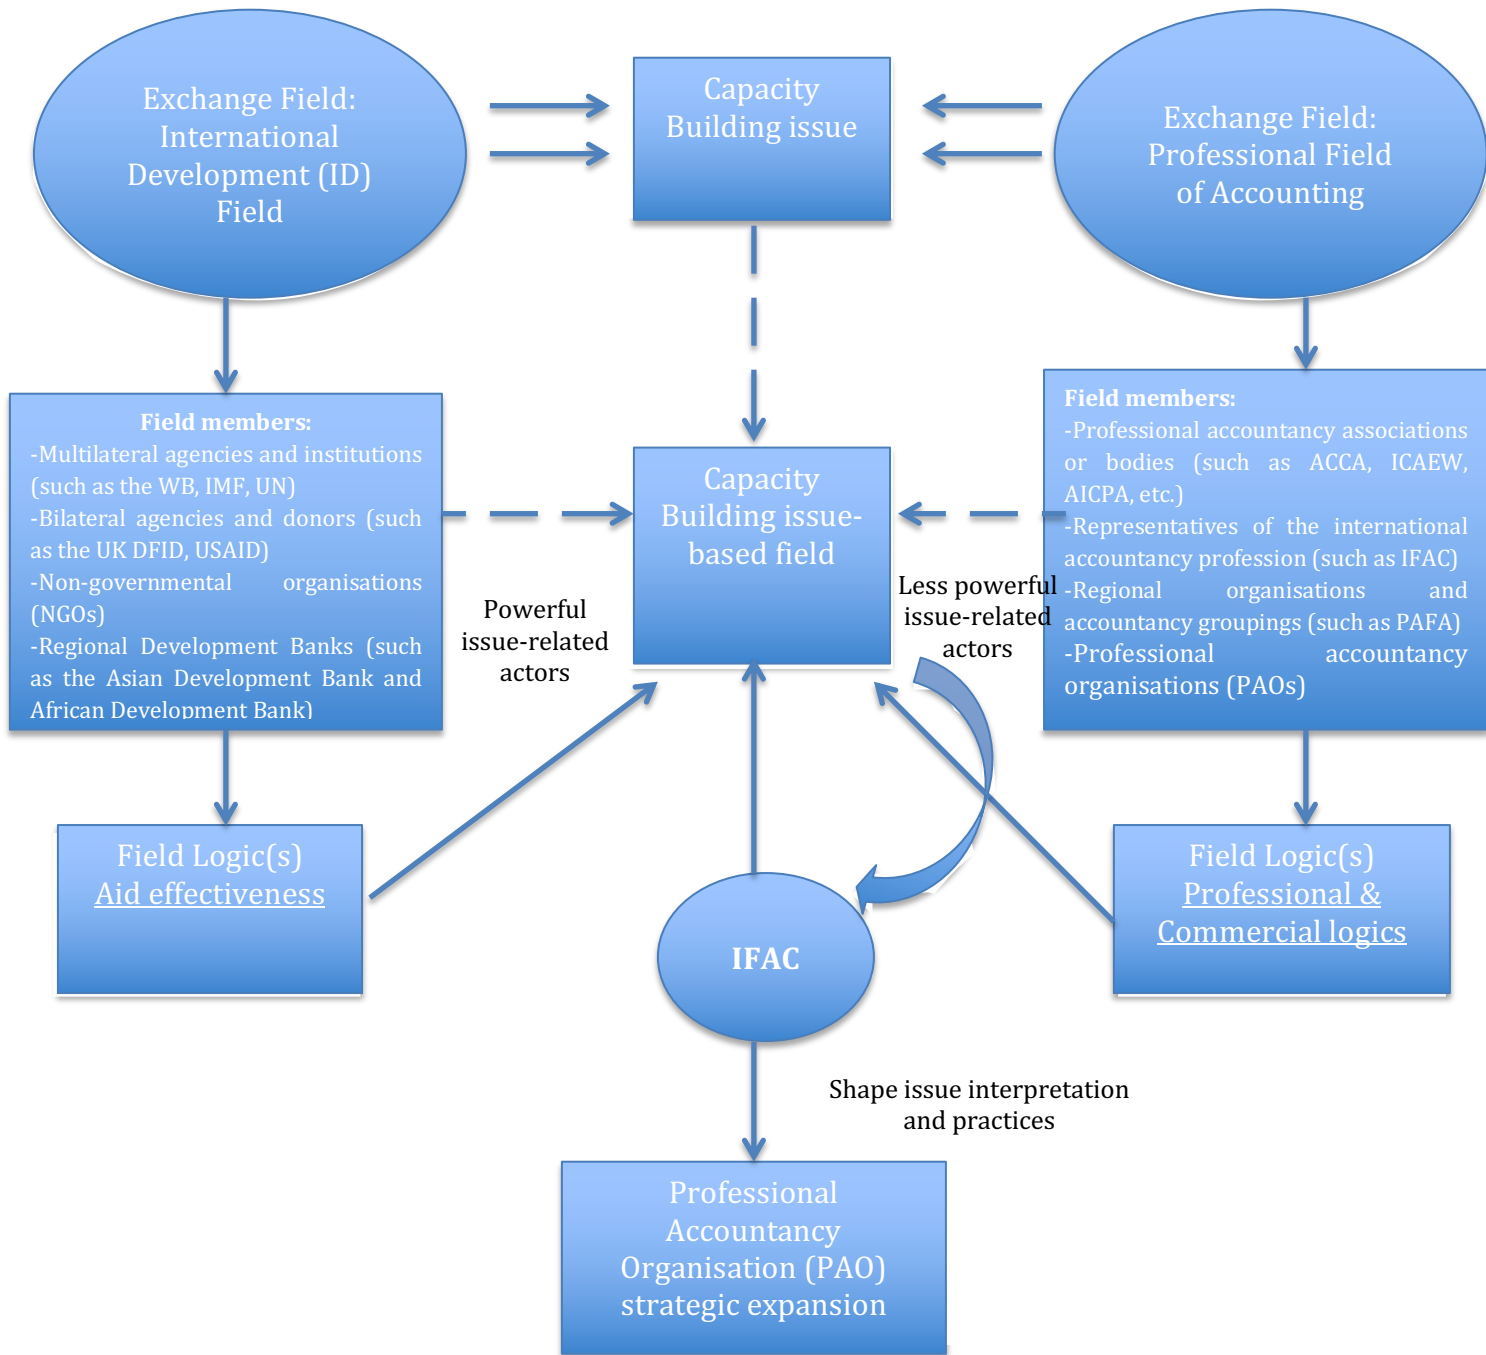 Exchange Field:
International
Development (ID)
Field
Capacity
Building issue
Exchange Field:
Professional Field
of Accounting
Field members:
-Multilateral agencies and institutions
(such as the WB, IMF, UN)
-Bilateral agencies and donors (such
as the UK DFID, USAID)
-Non-governmental organisations
(NGOs)
-Regional Development Banks (such
as the Asian Development Bank and
African Development Bank)
Capacity
Building issue-
based field
Field members:
-Professional accountancy associations
or bodies (such as ACCA, ICAEW,
AICPA, etc.)
-Representatives of the international
accountancy profession (such as IFAC)
-Regional organisations and
accountancy groupings (such as PAFA)
-Professional accountancy
organisations (PAOs)
Powerful
issue-related
actors
Less powerful
issue-related
actors
Field Logic(s)
Aid effectiveness
IFAC
Field Logic(s)
Professional &
Commercial logics
Shape issue interpretation
and practices
Professional
Accountancy
Organisation (PAO)
strategic expansion